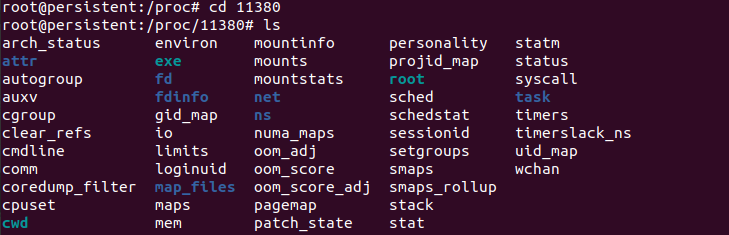 root@persistent:/proc# cd 11380
root@persistent:/proc/11380# ls
arch_status environ mountinfo personality statm
attr exe mounts projid_map status
autogroup fd mountstats root syscall
auxv fdinfo net sched task
cgroup gid_map ns schedstat timers
clear_refs io numa_maps sessionid timerslack_ns
cmdline limits oom_adj setgroups uid_map
comm loginuid oom_score smaps wchan
coredump_filter map_files oom_score_adj smaps_rollup
cpuset maps pagemap stack
cwd mem patch_state stat